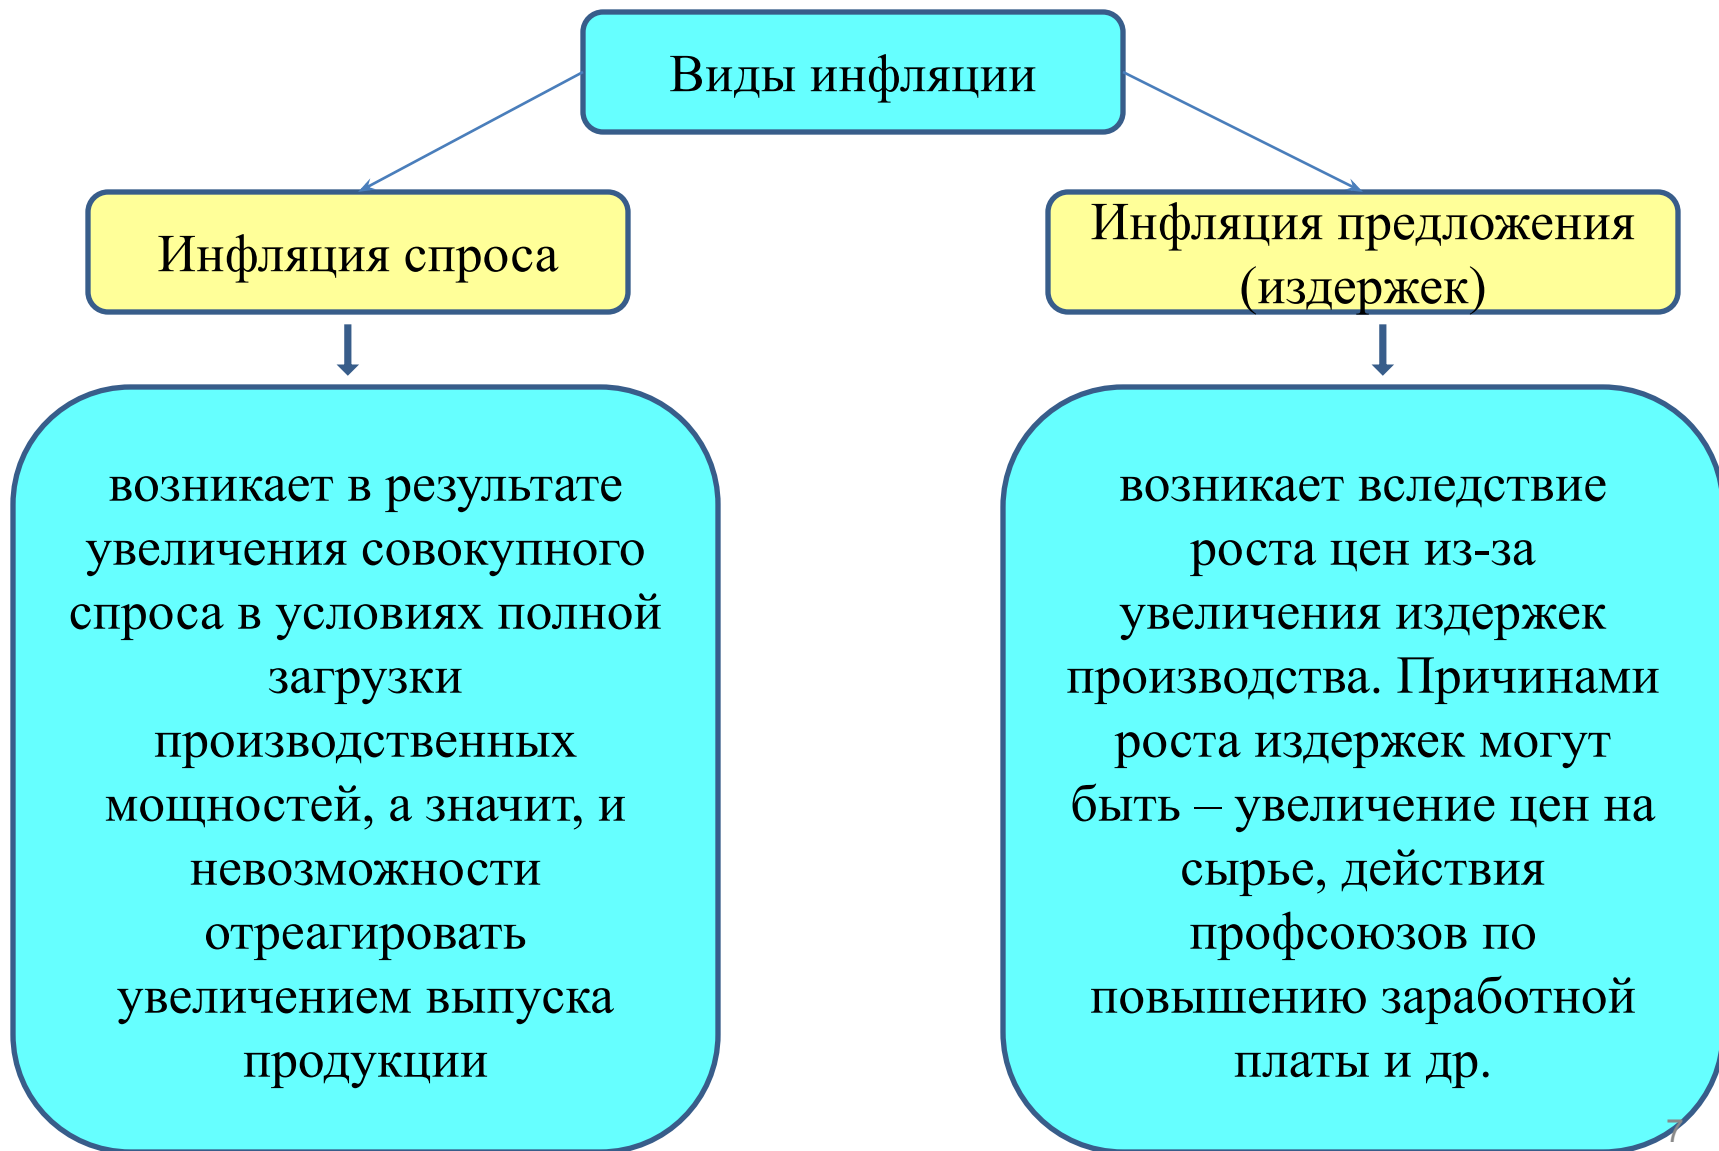 Виды инфляции
Инфляция спроса
Инфляция предложения
(издержек)
возникает в результате
увеличения совокупного
спроса в условиях полной
загрузки
производственных
мощностей, а значит, и
невозможности
отреагировать
увеличением выпуска
продукции
возникает вследствие
роста цен из-за
увеличения издержек
производства. Причинами
роста издержек могут
быть – увеличение цен на
сырье, действия
профсоюзов по
повышению заработной
платы и др.
7